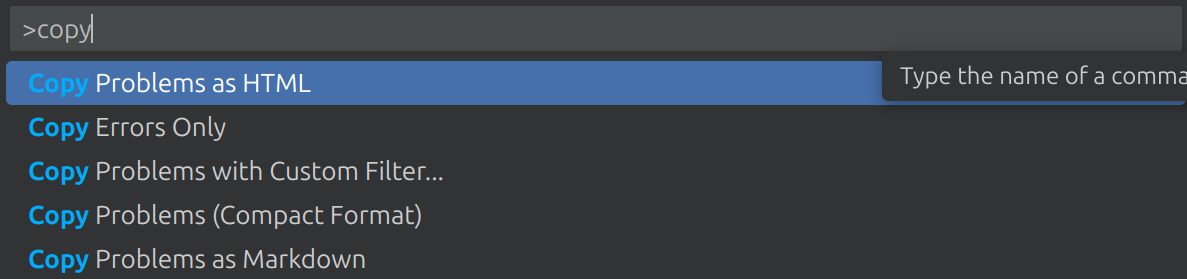 >copy
Copy Problems as HTML
Type the name of a comma
Copy Errors Only
Copy Problems with Custom Filter...
Copy Problems (Compact Format)
Copy Problems as Markdown